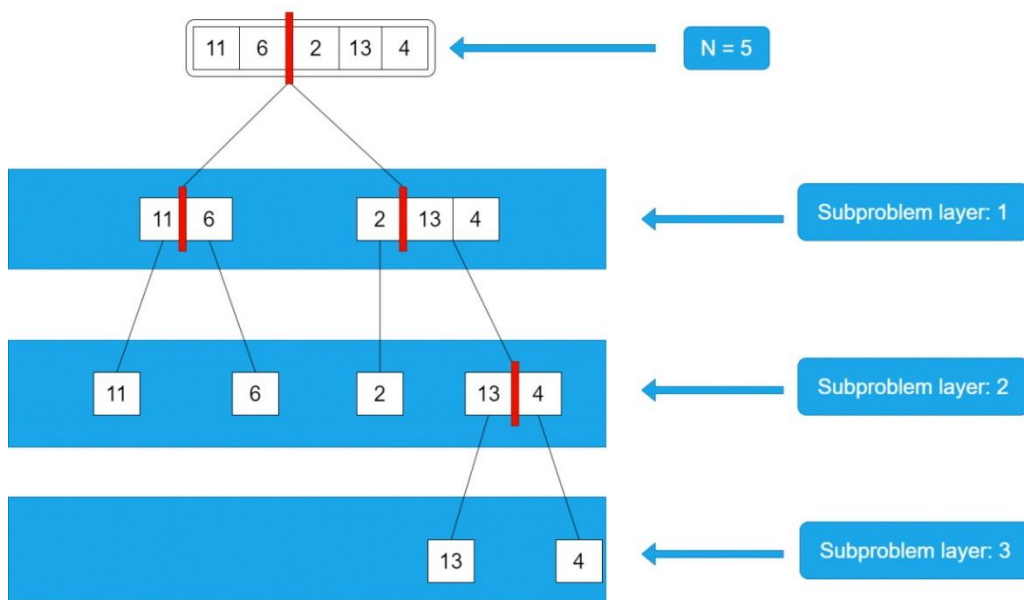 11 6 2 13 4
N = 5
11 6 2 13 4
Subproblem layer: 1
11 6 2 13 4
Subproblem layer: 2
13 4
Subproblem layer: 3